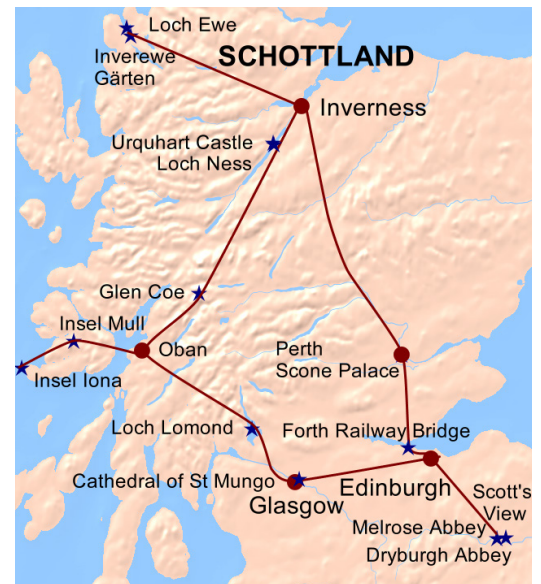 Loch Ewe
Inverewe
Gärten
SCHOTTLAND
Inverness
Urquhart Castle
Loch Ness
Glen Coe
Insel Mull
Oban
Insel Iona
Perth
Scone Palace
Loch Lomond
Forth Railway Bridge
Cathedral of St Mungo
Glasgow
Edinburgh
Scott's
View
Melrose Abbey
Dryburgh Abbey